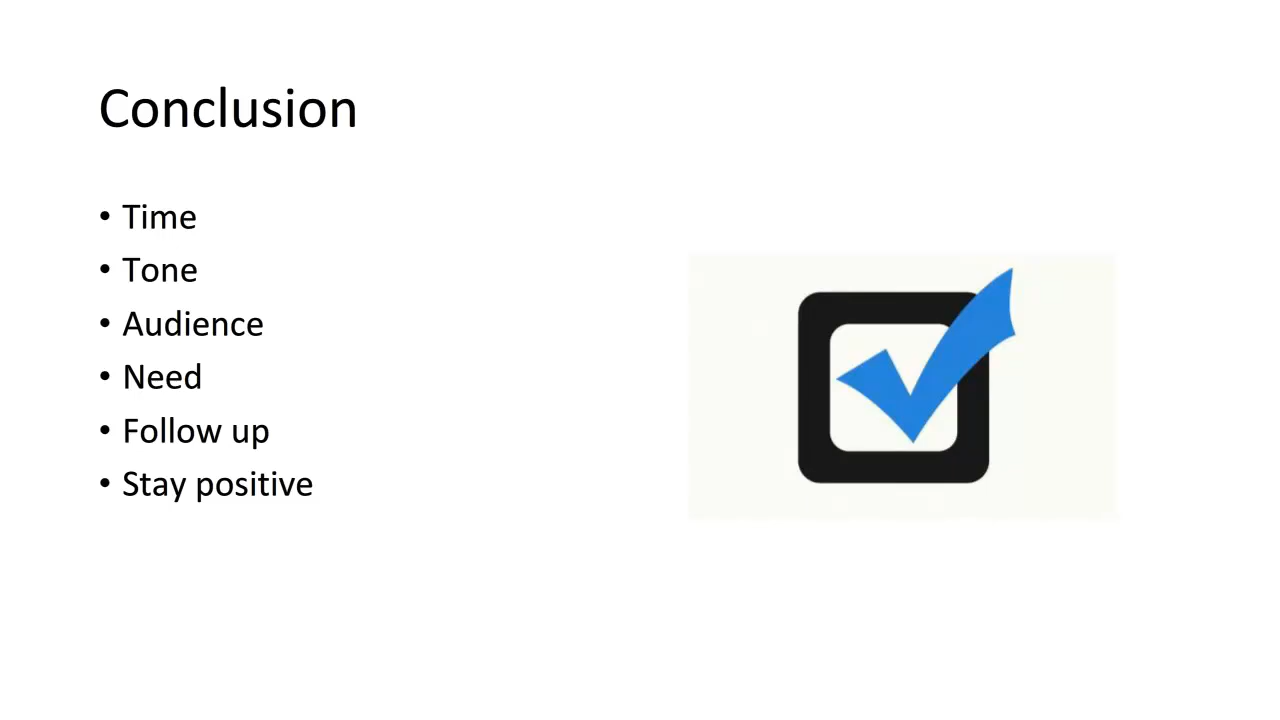 Conclusion
• Time
• Tone
• Audience
• Need
• Follow up
• Stay positive